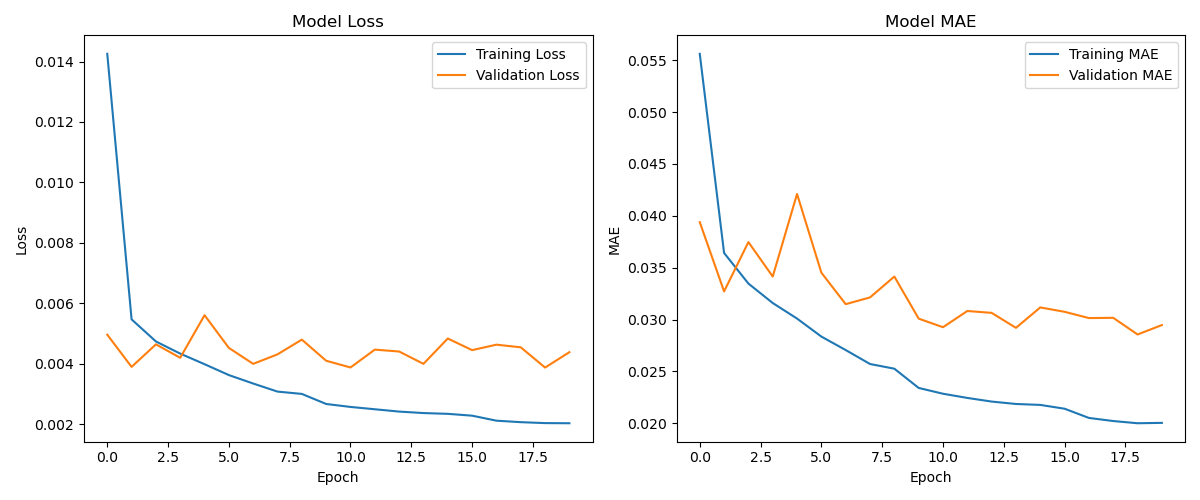 Model Loss
Training Loss
Validation Loss
0.014
0.012
0.010
0.008
0.006
0.004
0.002
Loss
0.0 2.5 5.0 7.5 10.0 12.5 15.0 17.5
Epoch
Model MAE
Training MAE
Validation MAE
0.055
0.050
0.045
0.040
0.035
0.030
0.025
0.020
MAE
0.0 2.5 5.0 7.5 10.0 12.5 15.0 17.5
Epoch